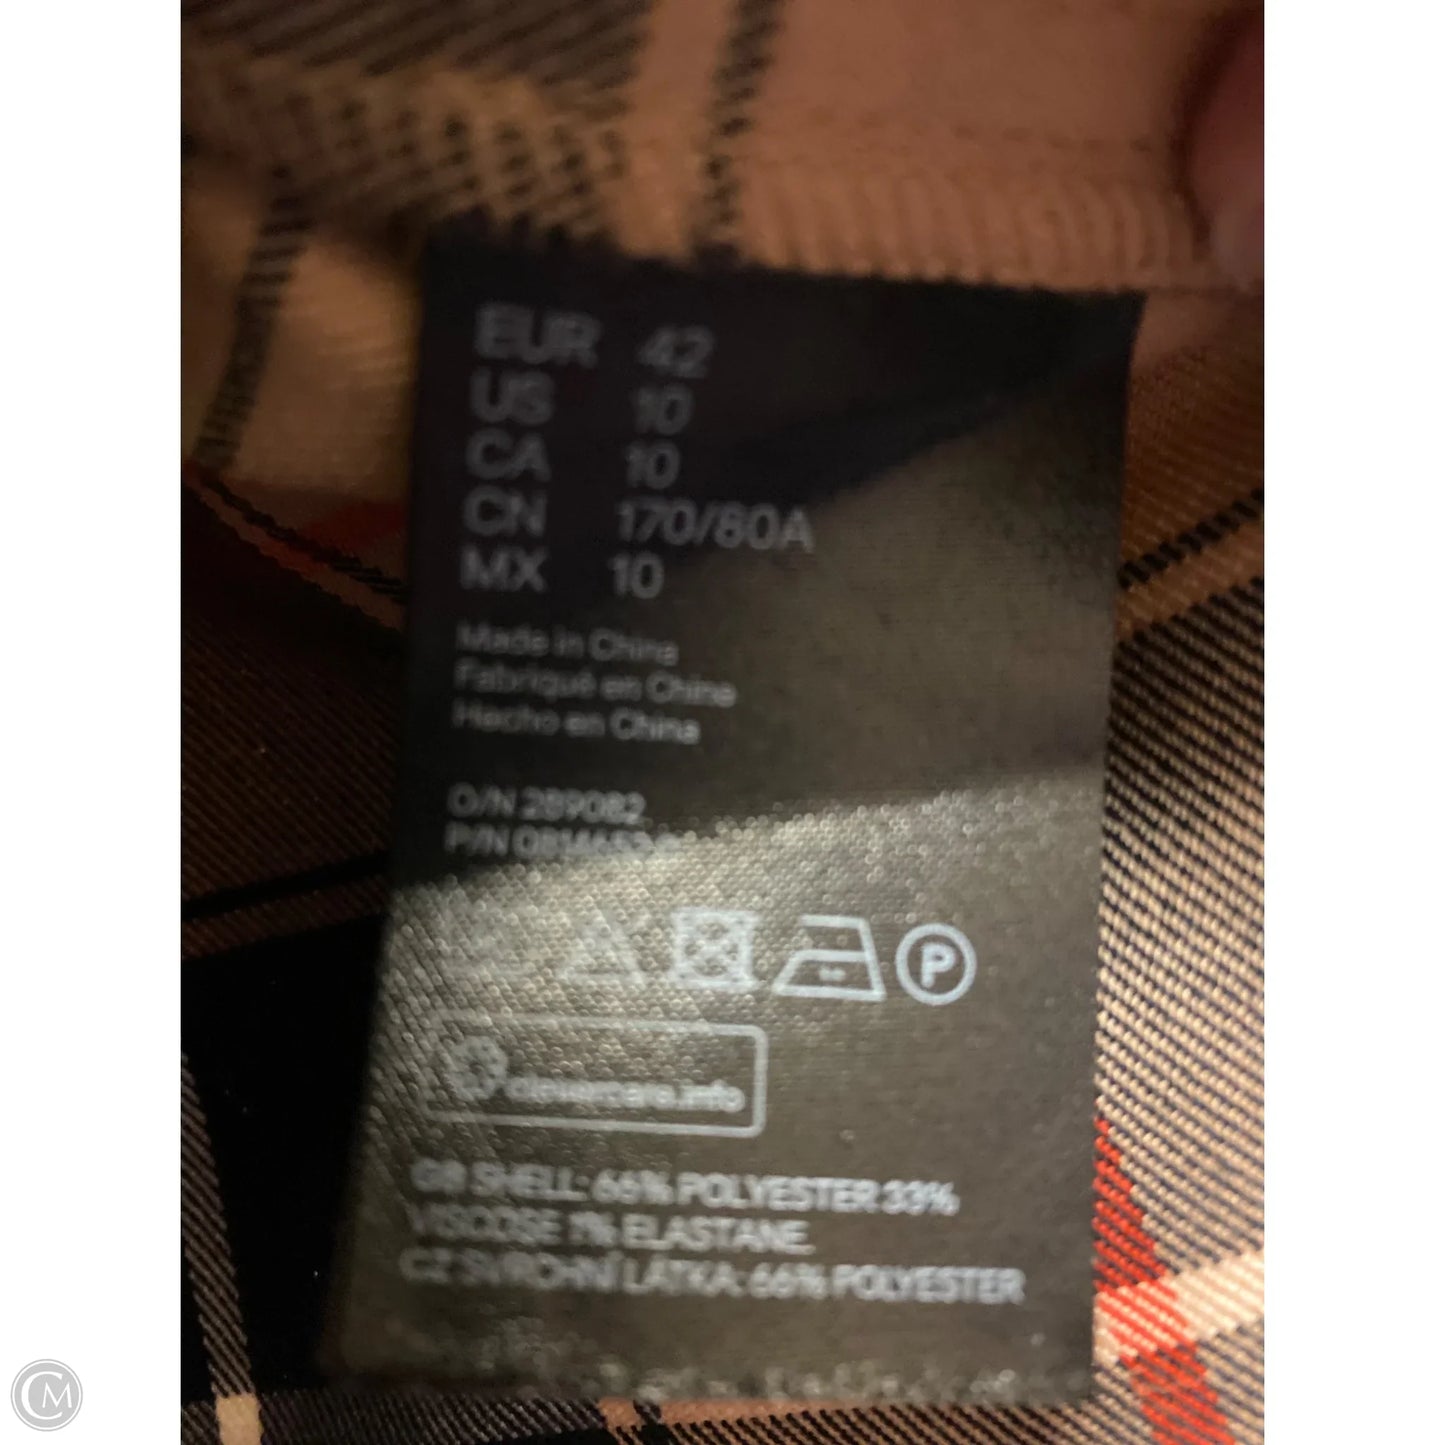 EUR 42
US 10
CA 10
CN 170/80A
MX 10
Made in China
Fabriqué en Chine
Hecho en China
O/N 289082
P/N
P
clevercare.info
GB SHELL: 66% POLYESTER 33%
VISCOSE 1% ELASTANE
CZ SVRCHNÍ LÁTKA: 66% POLYESTER
CM